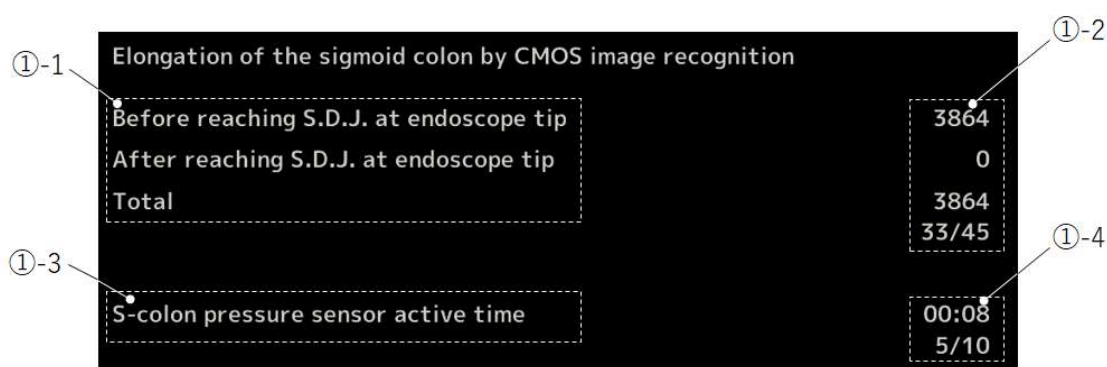 ①-2
Elongation of the sigmoid colon by CMOS image recognition
①-1
Before reaching S.D.J. at endoscope tip 3864
After reaching S.D.J. at endoscope tip 0
Total 3864
33/45
①-4
①-3
S-colon pressure sensor active time 00:08
5/10